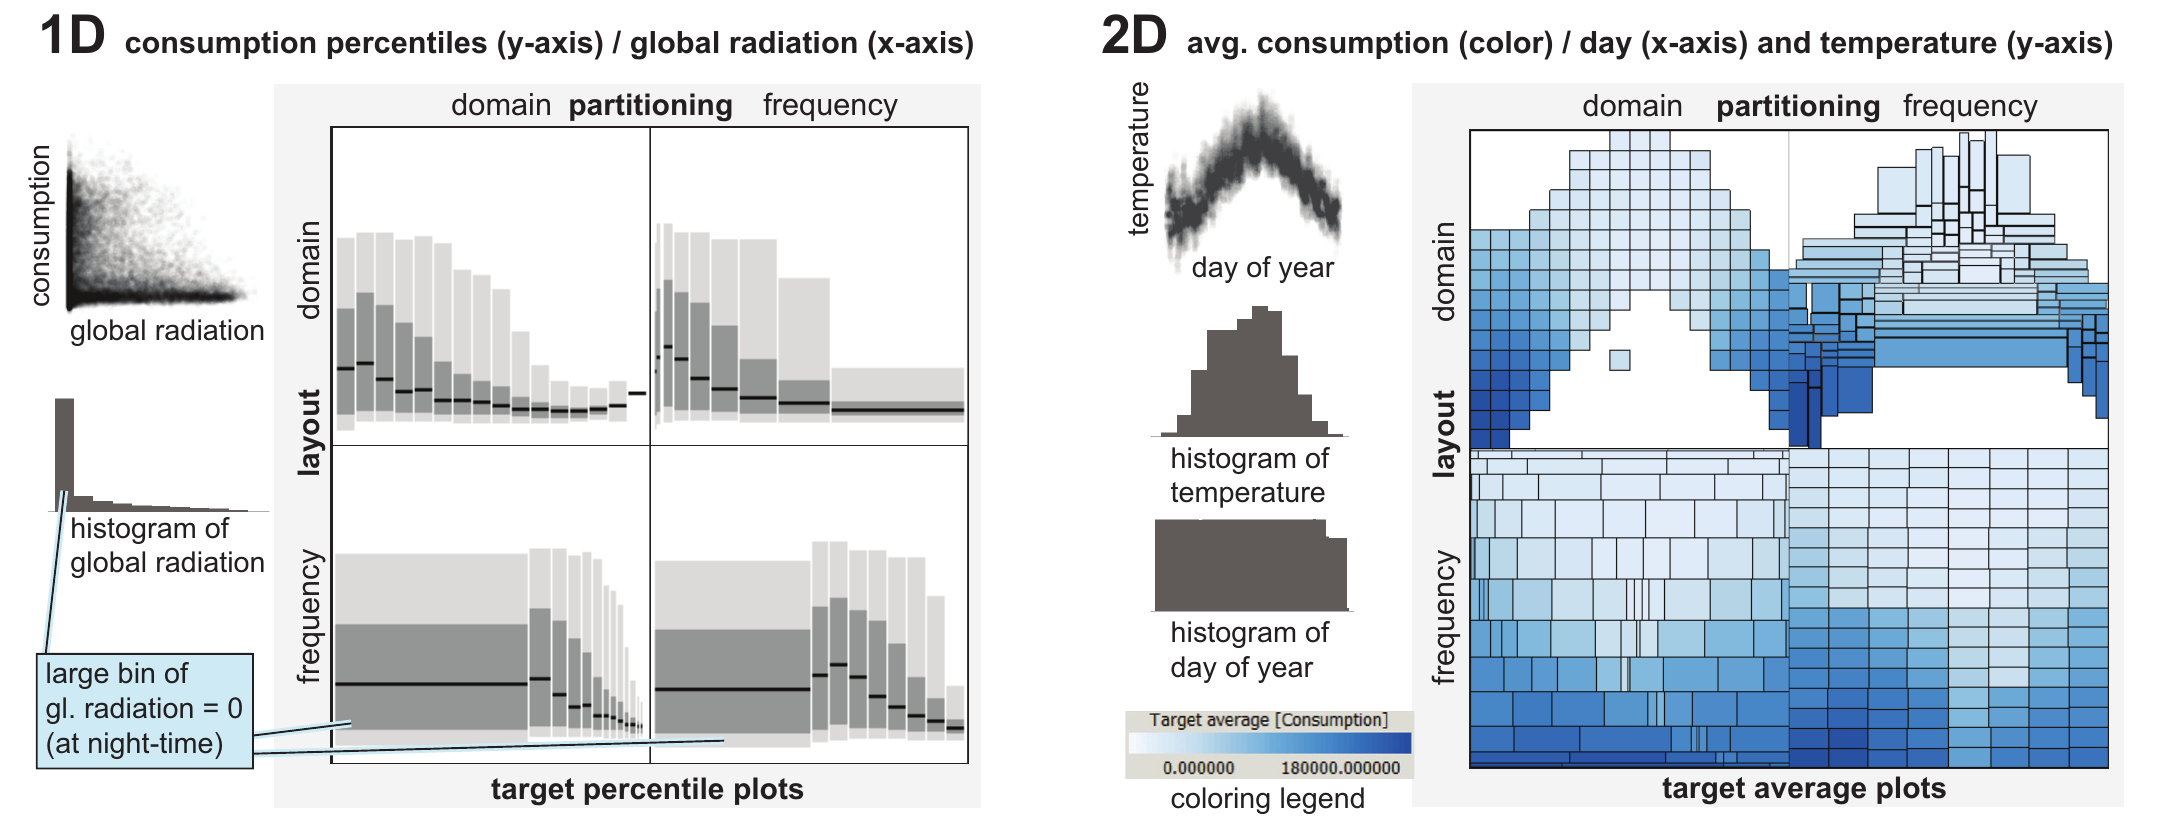 1D consumption percentiles (y-axis) / global radiation (x-axis)
domain partitioning frequency
consumption
global radiation
histogram of
global radiation
large bin of
gl. radiation = 0
(at night-time)
layout
domain
frequency
target percentile plots
2D avg. consumption (color) / day (x-axis) and temperature (y-axis)
domain partitioning frequency
temperature
day of year
histogram of
temperature
histogram of
day of year
Target average [Consumption]
0.000000 180000.000000
coloring legend
layout
domain
frequency
target average plots